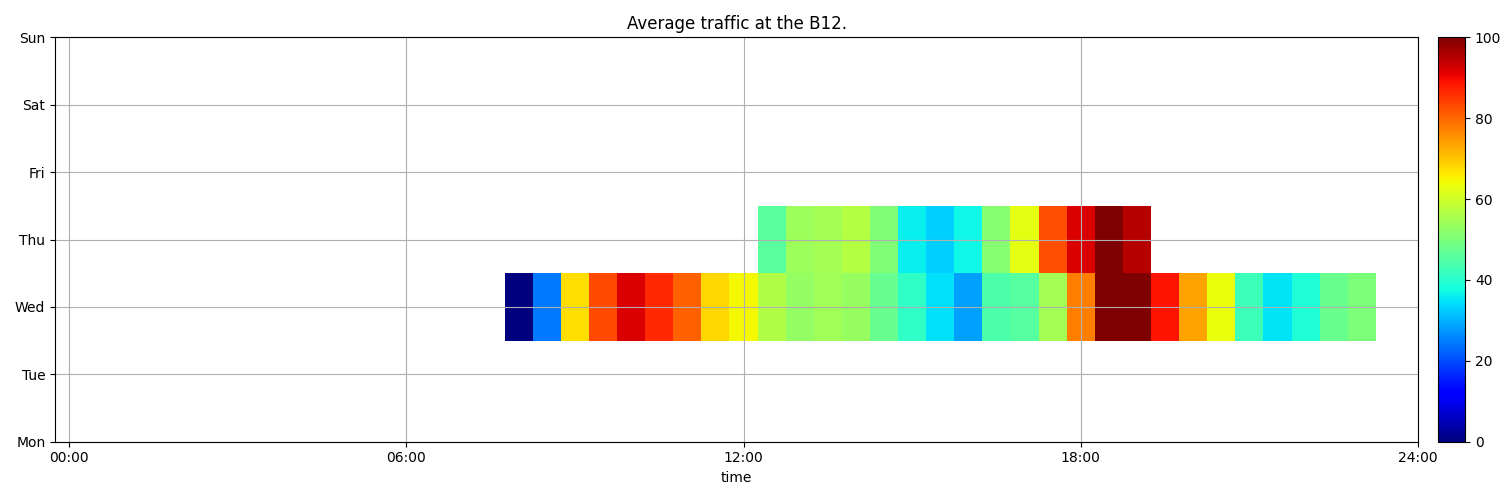 Average traffic at the B12.
Sun
Sat
Fri
Thu
Wed
Tue
Mon
00:00 06:00 12:00 18:00 24:00
time
100
80
60
40
20
0